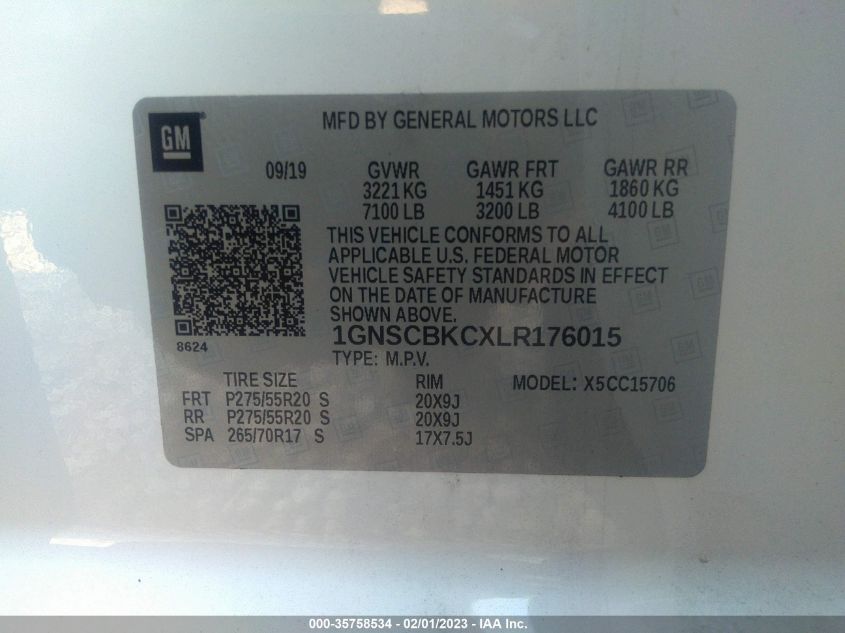 GM
MFD BY GENERAL MOTORS LLC
09/19 GVWR GAWR FRT GAWR RR
3221 KG 1451 KG 1860 KG
7100 LB 3200 LB 4100 LB
THIS VEHICLE CONFORMS TO ALL
APPLICABLE U.S. FEDERAL MOTOR
VEHICLE SAFETY STANDARDS IN EFFECT
ON THE DATE OF MANUFACTURE
SHOWN ABOVE.
8624
1GNSCBKCXLR176015
TYPE: M.P.V.
TIRE SIZE RIM MODEL: X5CC15706
FRT P275/55R20 S 20X9J
RR P275/55R20 S 20X9J
SPA 265/70R17 S 17X7.5J
000-35758534 - 02/01/2023 - IAA Inc.